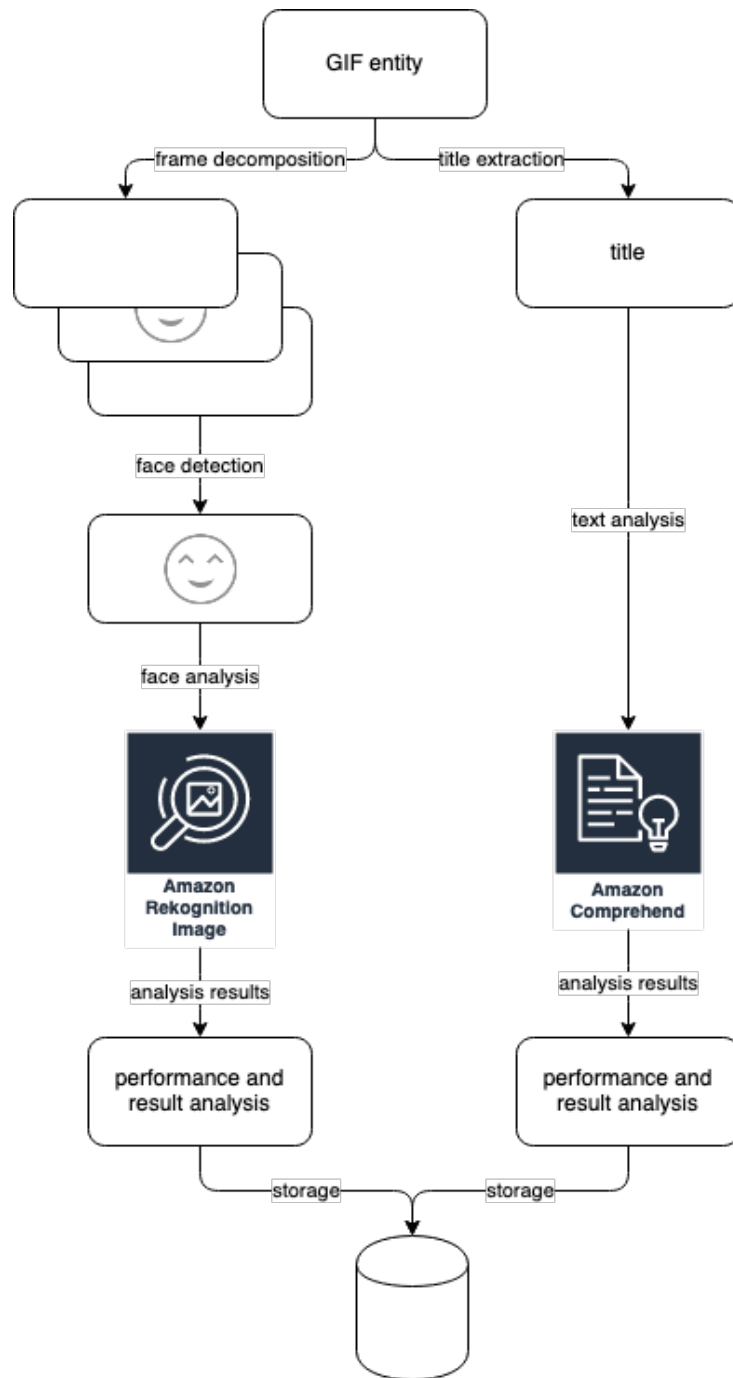 GIF entity
frame decomposition
title extraction
title
face detection
text analysis
face analysis
Amazon
Rekognition
Image
Amazon
Comprehend
analysis results
analysis results
performance and
result analysis
performance and
result analysis
storage
storage